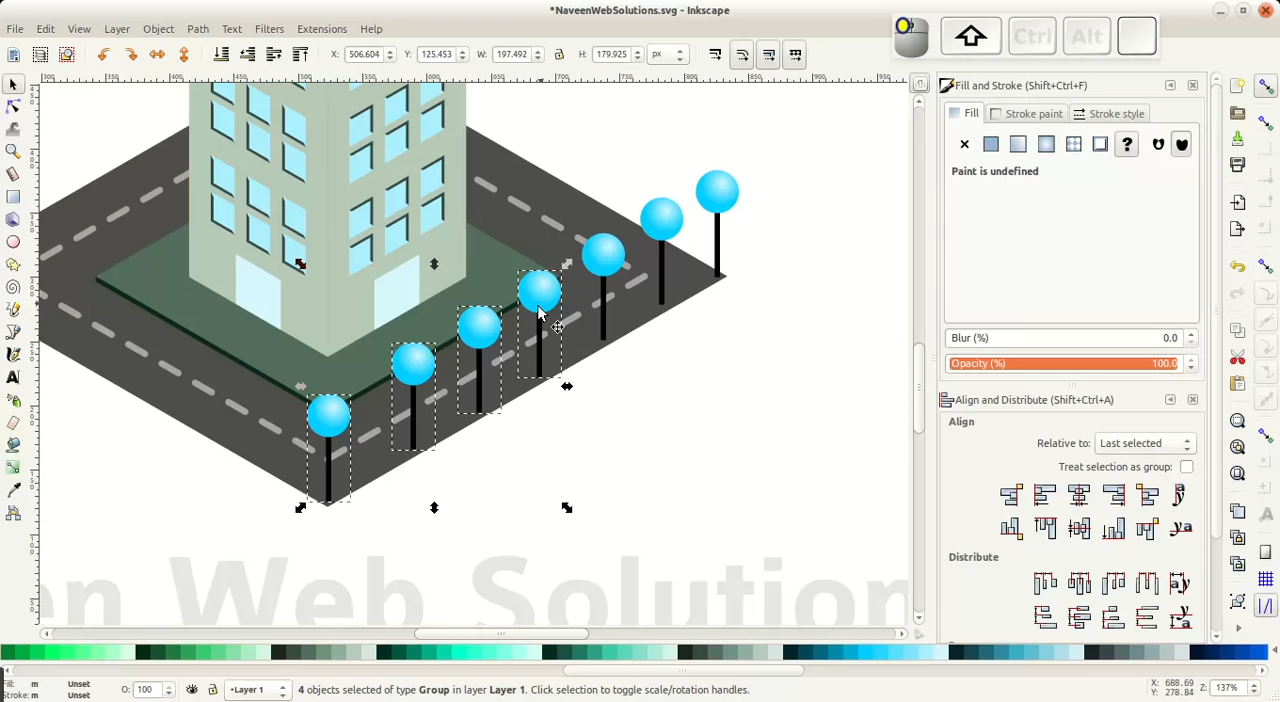 *NaveenWebSolutions.svg - Inkscape
File Edit View Layer Object Path Text Filters Extensions Help
Ctrl Alt
X: 506.604 Y: 125.453 W: 197.492 H: 179.925 px
Fill and Stroke (Shift+Ctrl+F)
Fill Stroke paint Stroke style
?
Paint is undefined
Blur (%) 0.0
Opacity (%) 100.0
Align and Distribute (Shift+Ctrl+A)
Align
Relative to: Last selected
Treat selection as group:
Distribute
en Web Solution
Fill: m Unset
Stroke: m Unset
O: 100
•Layer 1
4 objects selected of type Group in layer Layer 1. Click selection to toggle scale/rotation handles.
X: 688.69
Y: 278.84
Z: 137%